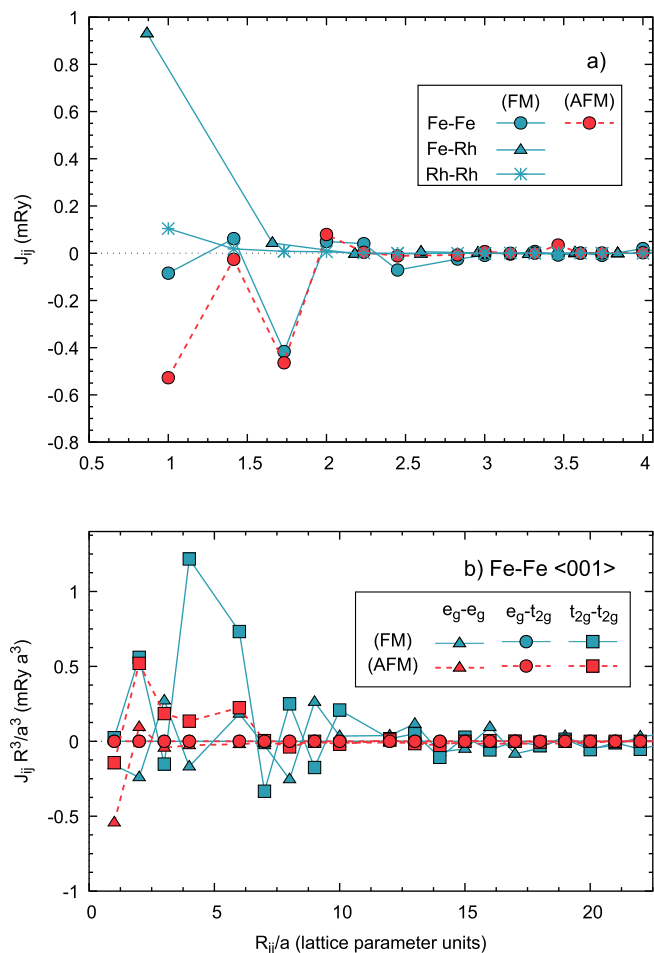 1
0.8
0.6
0.4
0.2
0
-0.2
-0.4
-0.6
-0.8
J_ij (mRy)
a)
(FM) (AFM)
Fe-Fe
Fe-Rh
Rh-Rh
0.5 1 1.5 2 2.5 3 3.5 4
1
0.5
0
-0.5
-1
J_ij R^3/a^3 (mRy a^3)
b) Fe-Fe <001>
e_g-e_g e_g-t_2g t_2g-t_2g
(FM)
(AFM)
0 5 10 15 20
R_ij/a (lattice parameter units)